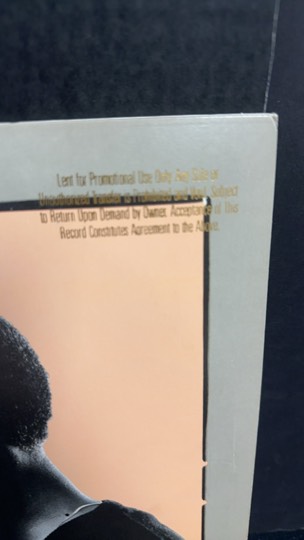 Lent for Promotional Use Only. Any Sale or
Unauthorized Transfer is Prohibited and Void. Subject
to Return Upon Demand by Owner. Acceptance of This
Record Constitutes Agreement to the Above.